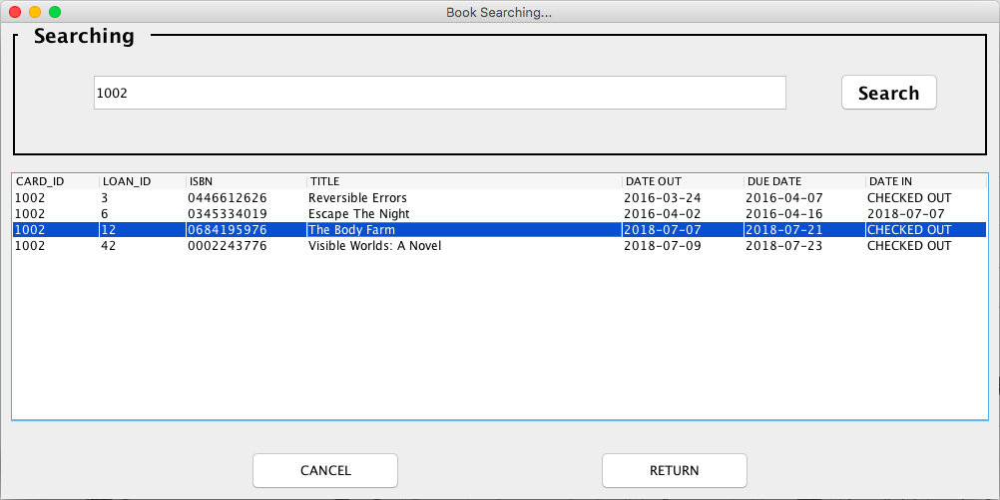 Book Searching...
Searching
1002 Search
CARD_ID LOAN_ID ISBN TITLE DATE OUT DUE DATE DATE IN
1002 3 0446612626 Reversible Errors 2016-03-24 2016-04-07 CHECKED OUT
1002 6 0345334019 Escape The Night 2016-04-02 2016-04-16 2018-07-07
1002 12 0684195976 The Body Farm 2018-07-07 2018-07-21 CHECKED OUT
1002 42 0002243776 Visible Worlds: A Novel 2018-07-09 2018-07-23 CHECKED OUT
CANCEL RETURN